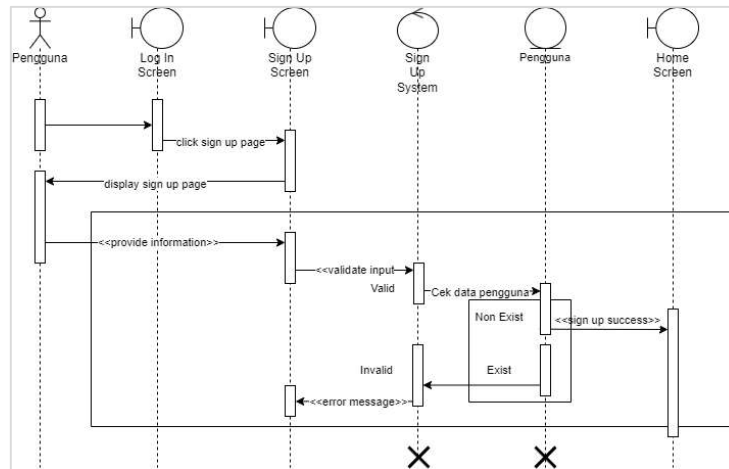 Pengguna
Log In
Screen
Sign Up
Screen
Sign
Up
System
Pengguna
Home
Screen
click sign up page
display sign up page
<<provide information>>
<<validate input
Valid
Cek data pengguna
Non Exist
<<sign up success>>
Invalid
Exist
<<error message>>